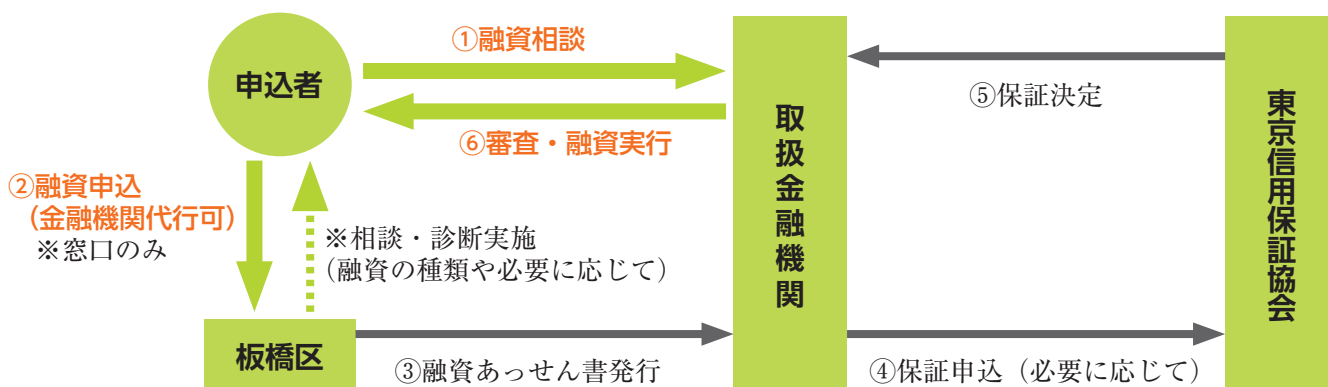 ①融資相談
申込者
⑤保証決定
⑥審査・融資実行
取扱金融機関
東京信用保証協会
②融資申込
（金融機関代行可）
※窓口のみ
※相談・診断実施
（融資の種類や必要に応じて）
板橋区
③融資あっせん書発行
④保証申込（必要に応じて）